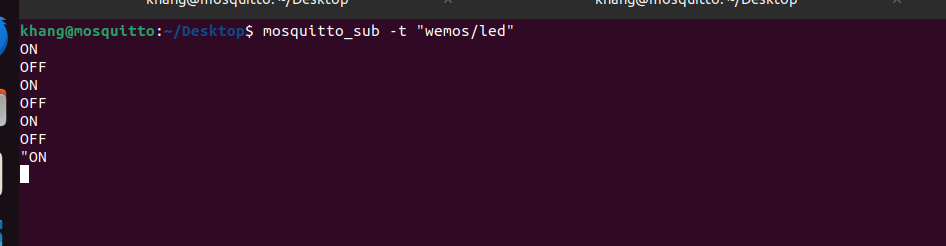 khang@mosquitto: ~/Desktop khang@mosquitto: ~/Desktop
khang@mosquitto:~/Desktop$ mosquitto_sub -t "wemos/led"
ON
OFF
ON
OFF
ON
OFF
"ON